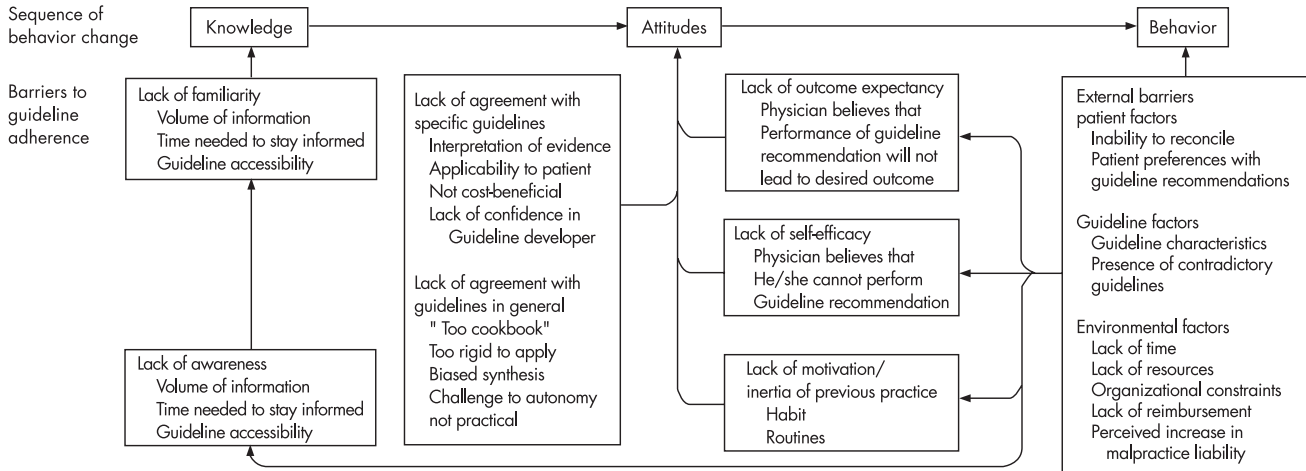 Sequence of
behavior change
Knowledge
Attitudes
Behavior
Barriers to
guideline
adherence
Lack of familiarity
Volume of information
Time needed to stay informed
Guideline accessibility
Lack of awareness
Volume of information
Time needed to stay informed
Guideline accessibility
Lack of agreement with
specific guidelines
Interpretation of evidence
Applicability to patient
Not cost-beneficial
Lack of confidence in
Guideline developer
Lack of agreement with
guidelines in general
" Too cookbook"
Too rigid to apply
Biased synthesis
Challenge to autonomy
not practical
Lack of outcome expectancy
Physician believes that
Performance of guideline
recommendation will not
lead to desired outcome
Lack of self-efficacy
Physician believes that
He/she cannot perform
Guideline recommendation
Lack of motivation/
inertia of previous practice
Habit
Routines
External barriers
patient factors
Inability to reconcile
Patient preferences with
guideline recommendations
Guideline factors
Guideline characteristics
Presence of contradictory
guidelines
Environmental factors
Lack of time
Lack of resources
Organizational constraints
Lack of reimbursement
Perceived increase in
malpractice liability